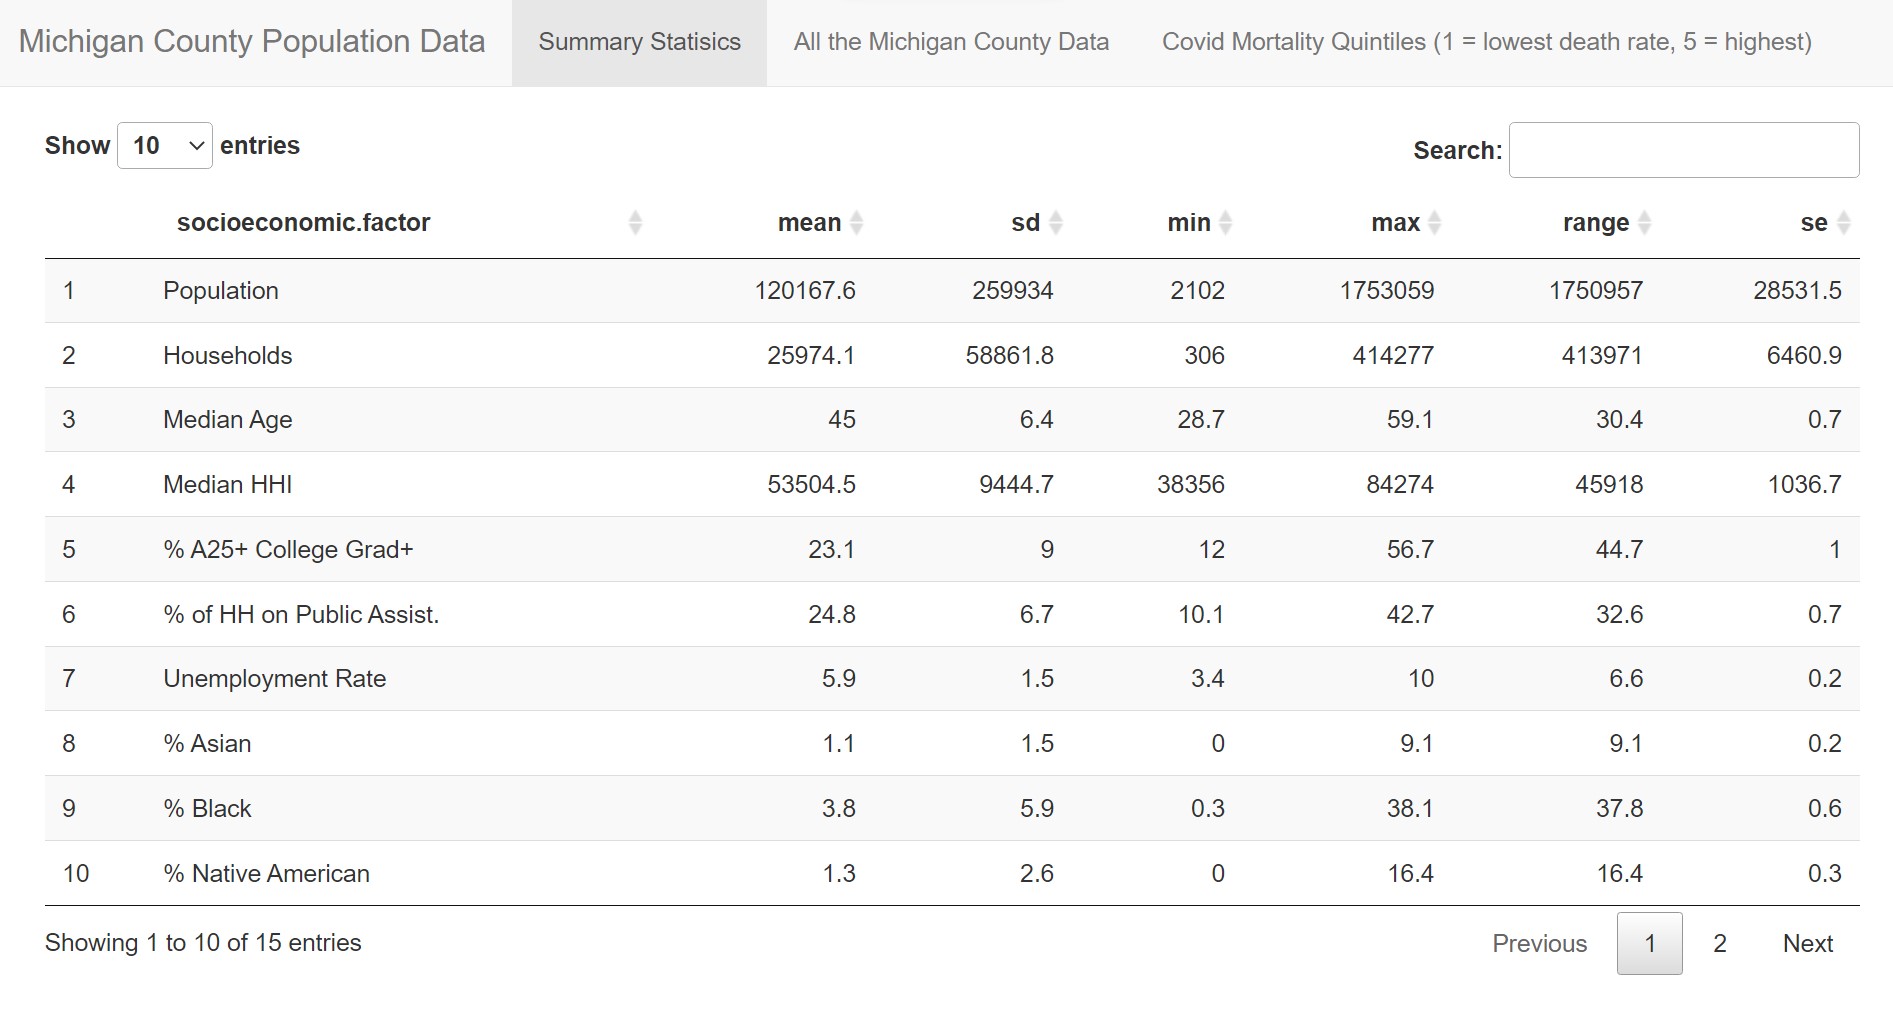 Michigan County Population Data Summary Statisics All the Michigan County Data Covid Mortality Quintiles (1 = lowest death rate, 5 = highest)
Show 10 entries Search:
socioeconomic.factor mean sd min max range se
1 Population 120167.6 259934 2102 1753059 1750957 28531.5
2 Households 25974.1 58861.8 306 414277 413971 6460.9
3 Median Age 45 6.4 28.7 59.1 30.4 0.7
4 Median HHI 53504.5 9444.7 38356 84274 45918 1036.7
5 % A25+ College Grad+ 23.1 9 12 56.7 44.7 1
6 % of HH on Public Assist. 24.8 6.7 10.1 42.7 32.6 0.7
7 Unemployment Rate 5.9 1.5 3.4 10 6.6 0.2
8 % Asian 1.1 1.5 0 9.1 9.1 0.2
9 % Black 3.8 5.9 0.3 38.1 37.8 0.6
10 % Native American 1.3 2.6 0 16.4 16.4 0.3
Showing 1 to 10 of 15 entries Previous 1 2 Next